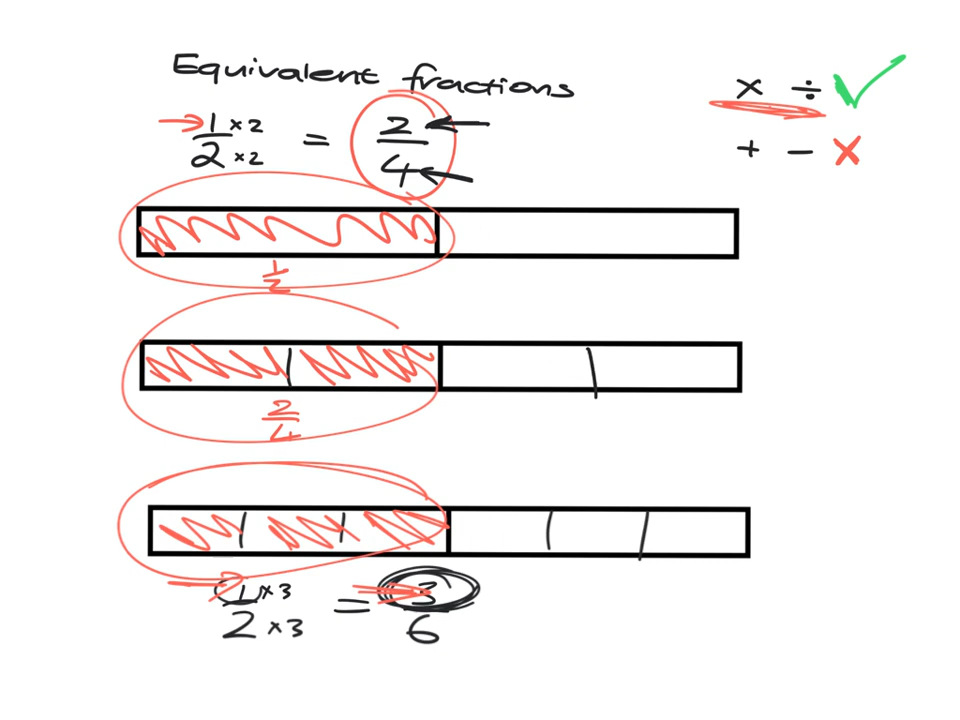 Equivalent fractions
× ÷ ✓
1 × 2 = 2
2 × 2 4
+ − ×
1
2
2
4
1 × 3 = 3
2 × 3 6